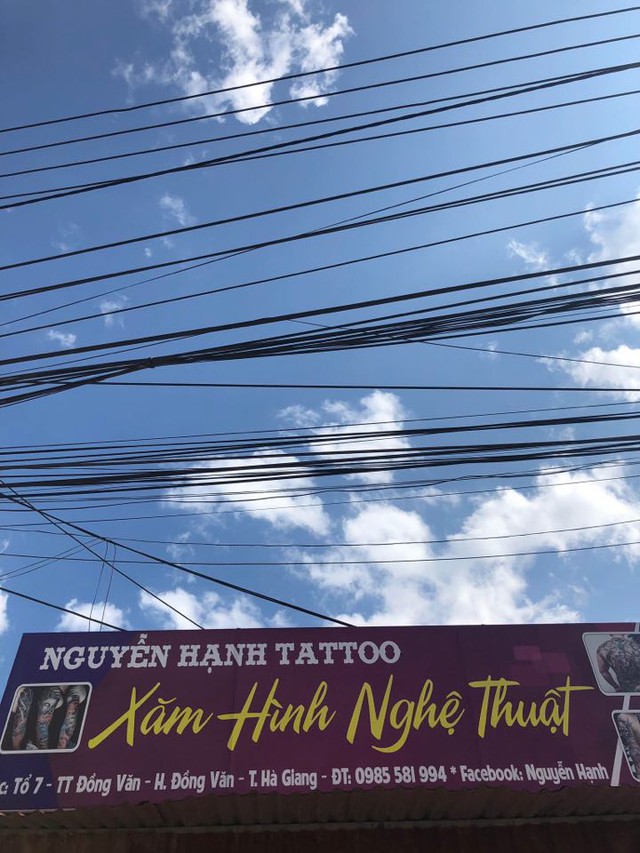 NGUYỄN HẠNH TATTOO
Xăm Hình Nghệ Thuật
c: Tổ 7 - TT Đồng Văn - H. Đồng Văn - T. Hà Giang - ĐT: 0985 581 994 * Facebook: Nguyễn Hạnh